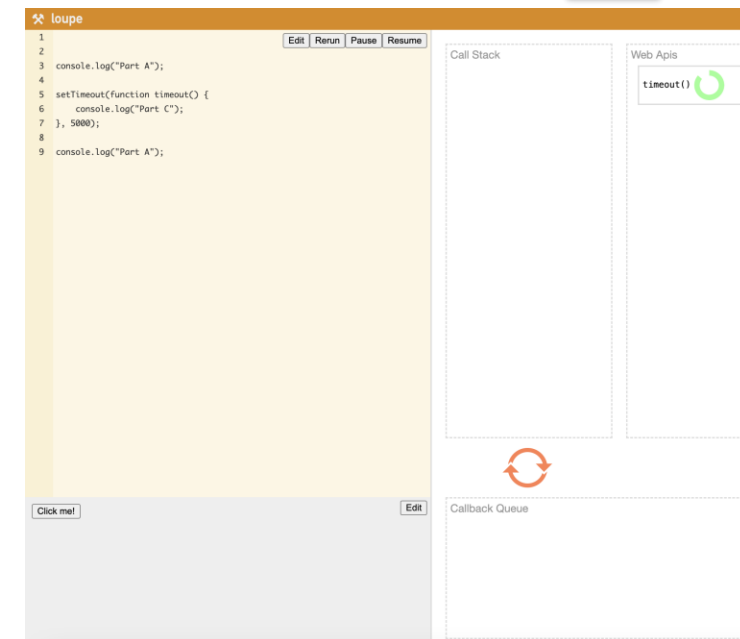 loupe
Edit Rerun Pause Resume
1
2
3 console.log("Part A");
4
5 setTimeout(function timeout() {
6     console.log("Part C");
7 }, 5000);
8
9 console.log("Part A");
Click me!
Edit
Call Stack
Web Apis
timeout()
Callback Queue